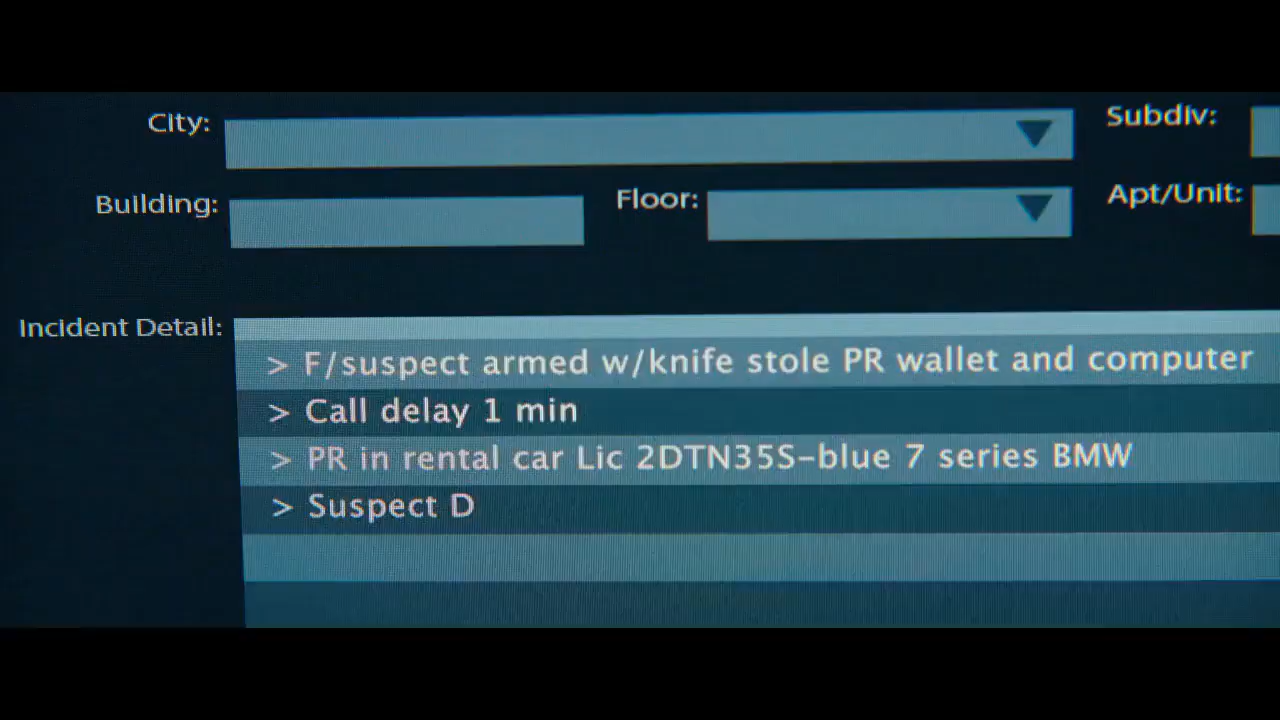 City:
Subdiv:
Building:
Floor:
Apt/Unit:
Incident Detail:
> F/suspect armed w/knife stole PR wallet and computer
> Call delay 1 min
> PR in rental car Lic 2DTN35S-blue 7 series BMW
> Suspect D